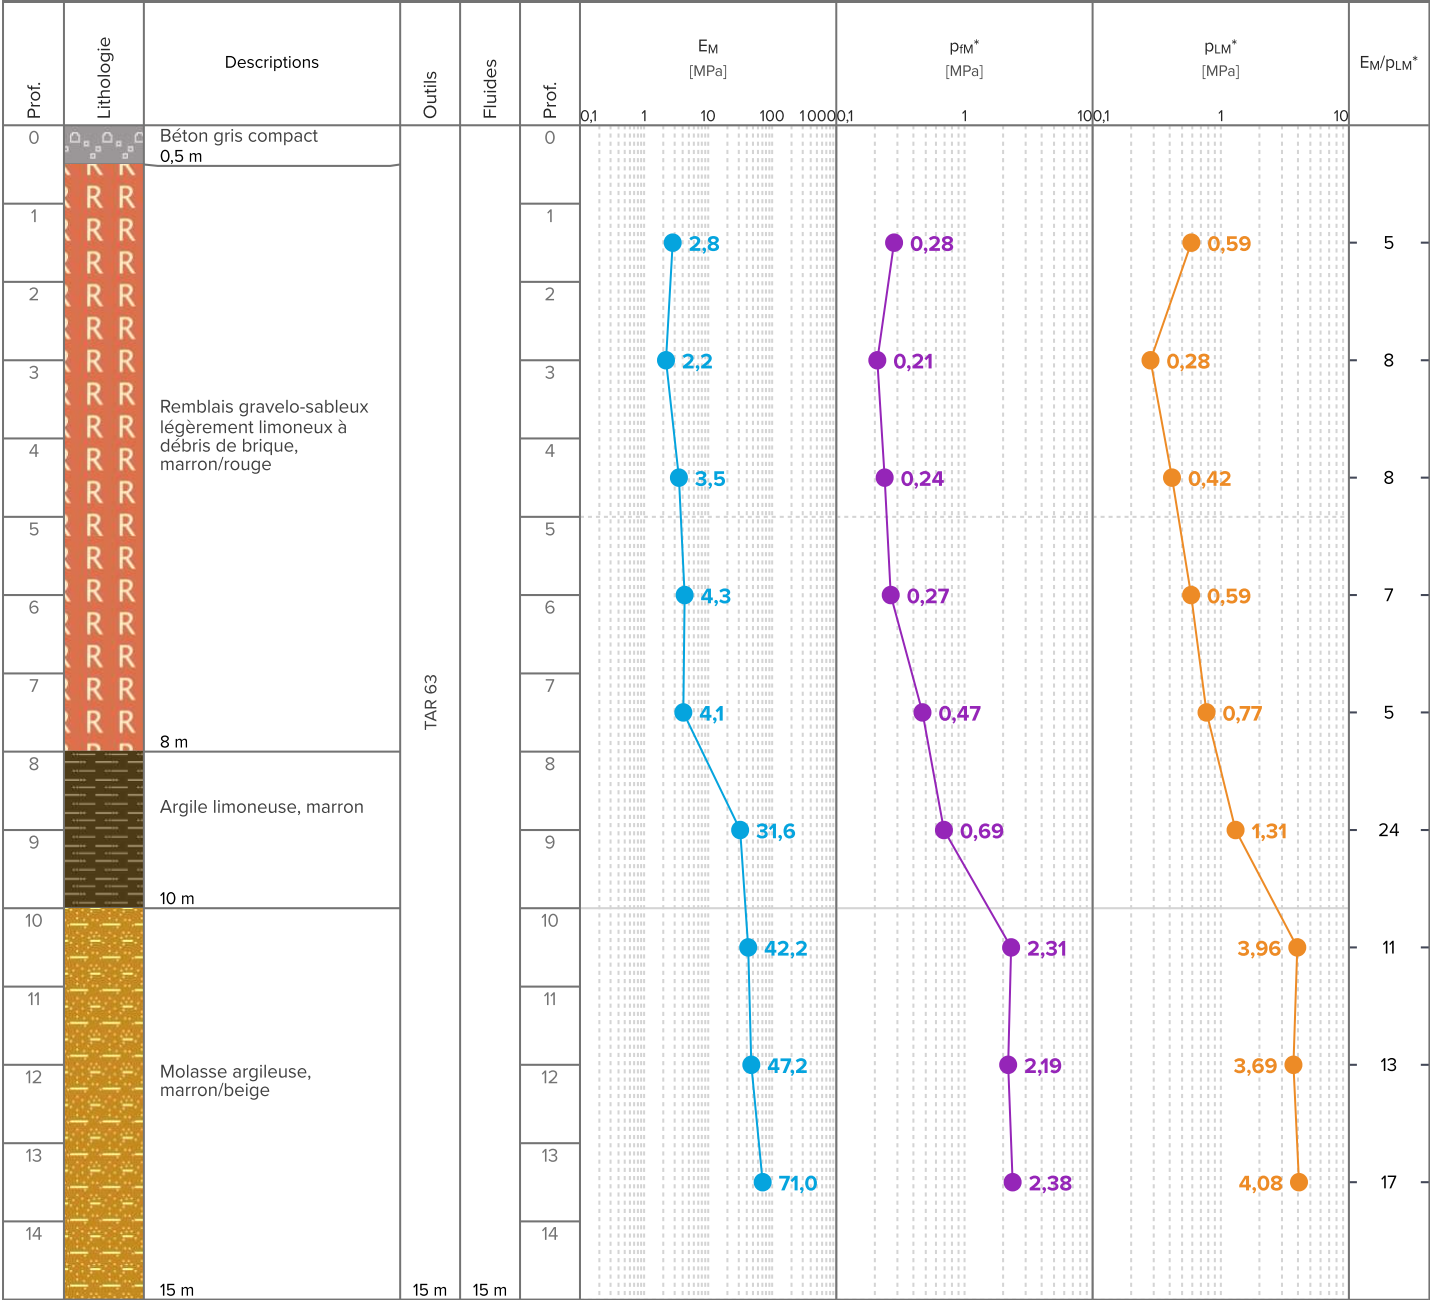 Prof.
Lithologie
Descriptions
Outils
Fluides
Prof.
EM
[MPa]
pfM*
[MPa]
pLM*
[MPa]
EM/pLM*
0,1 1 10 100 1000
0,1 1 10
0,1 1 10
0
Béton gris compact
0,5 m
0
R R R
1
1
2,8
0,28
0,59
5
2
2
2,2
0,21
0,28
8
3
3
Remblais gravelo-sableux
légèrement limoneux à
débris de brique,
marron/rouge
4
4
3,5
0,24
0,42
8
5
5
4,3
0,27
0,59
7
6
6
7
7
TAR 63
4,1
0,47
0,77
5
8 m
8
8
Argile limoneuse, marron
31,6
0,69
1,31
24
9
9
10 m
10
10
42,2
2,31
3,96
11
11
11
Molasse argileuse,
marron/beige
47,2
2,19
3,69
13
12
12
13
13
71,0
2,38
4,08
17
14
14
15 m
15 m
15 m